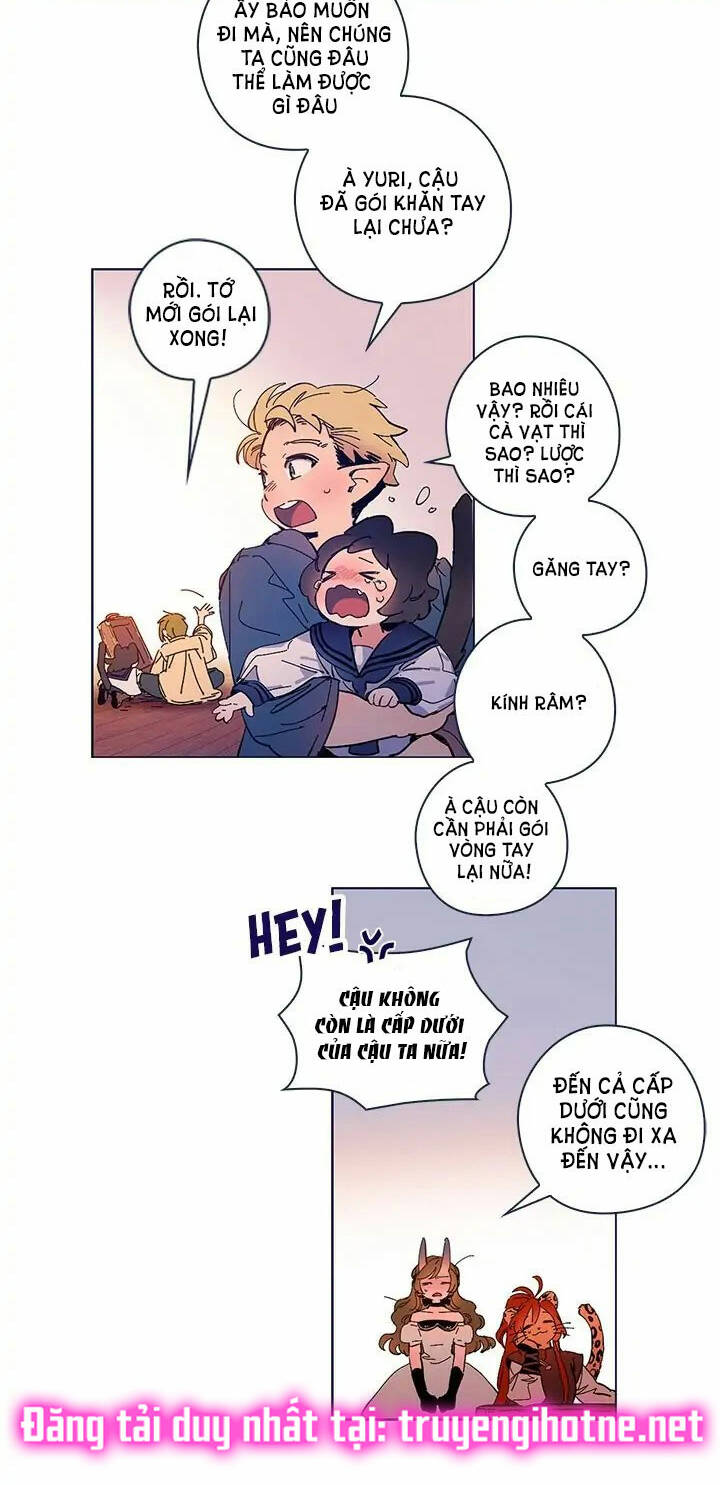 ẤY BẢO MUỐN
ĐI MÀ, NÊN CHÚNG
TA CŨNG ĐÂU
THỂ LÀM ĐƯỢC
GÌ ĐÂU
À YURI, CẬU
ĐÃ GÓI KHĂN TAY
LẠI CHƯA?
RỒI. TỚ
MỚI GÓI LẠI
XONG!
BAO NHIÊU
VẬY? RỒI CÁI
CÀ VẠT THÌ
SAO? LƯỢC
THÌ SAO?
GĂNG TAY?
KÍNH RÂM?
À CẬU CÒN
CẦN PHẢI GÓI
VÒNG TAY
LẠI NỮA!
HEY!
CẬU KHÔNG
CÒN LÀ CẤP DƯỚI
CỦA CẬU TA NỮA!
ĐẾN CẢ CẤP
DƯỚI CŨNG
KHÔNG ĐI XA
ĐẾN VẬY...
Đăng tải duy nhất tại: truyengihotne.net